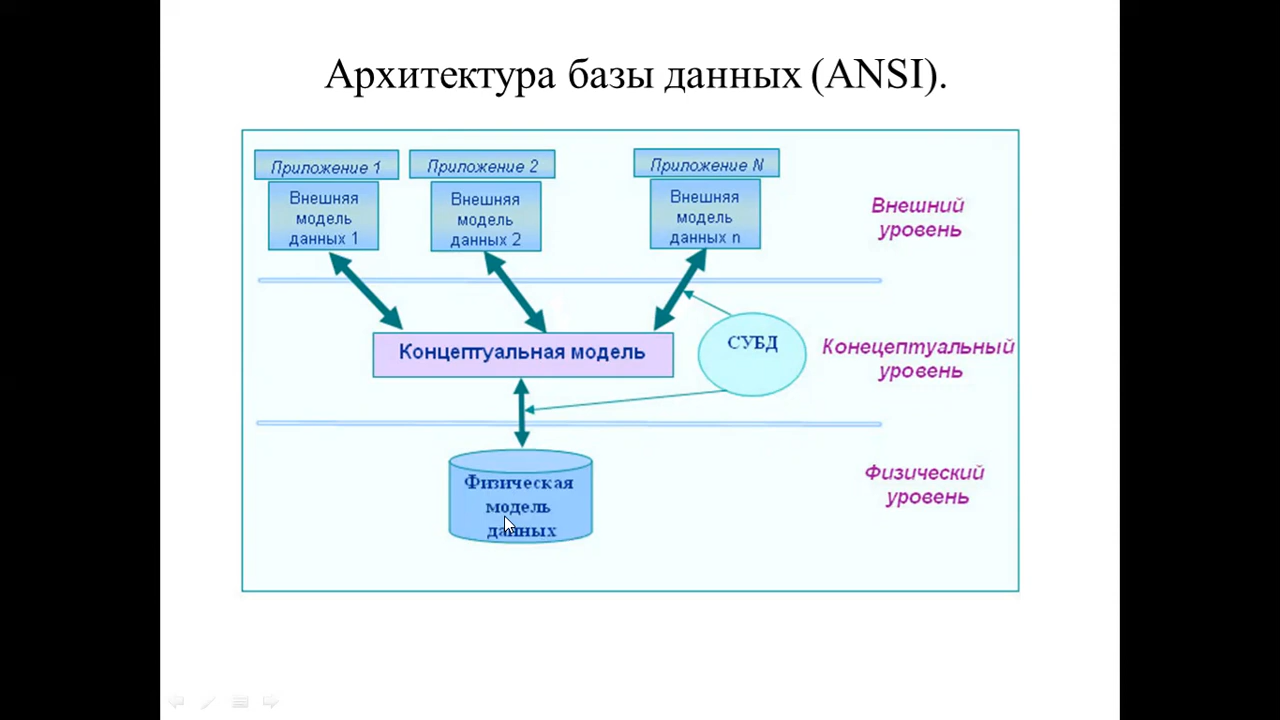 Архитектура базы данных (ANSI).
Приложение 1
Приложение 2
Приложение N
Внешняя
модель
данных 1
Внешняя
модель
данных 2
Внешняя
модель
данных n
Внешний
уровень
Концептуальная модель
СУБД
Конецептуальный
уровень
Физическая
модель
данных
Физический
уровень